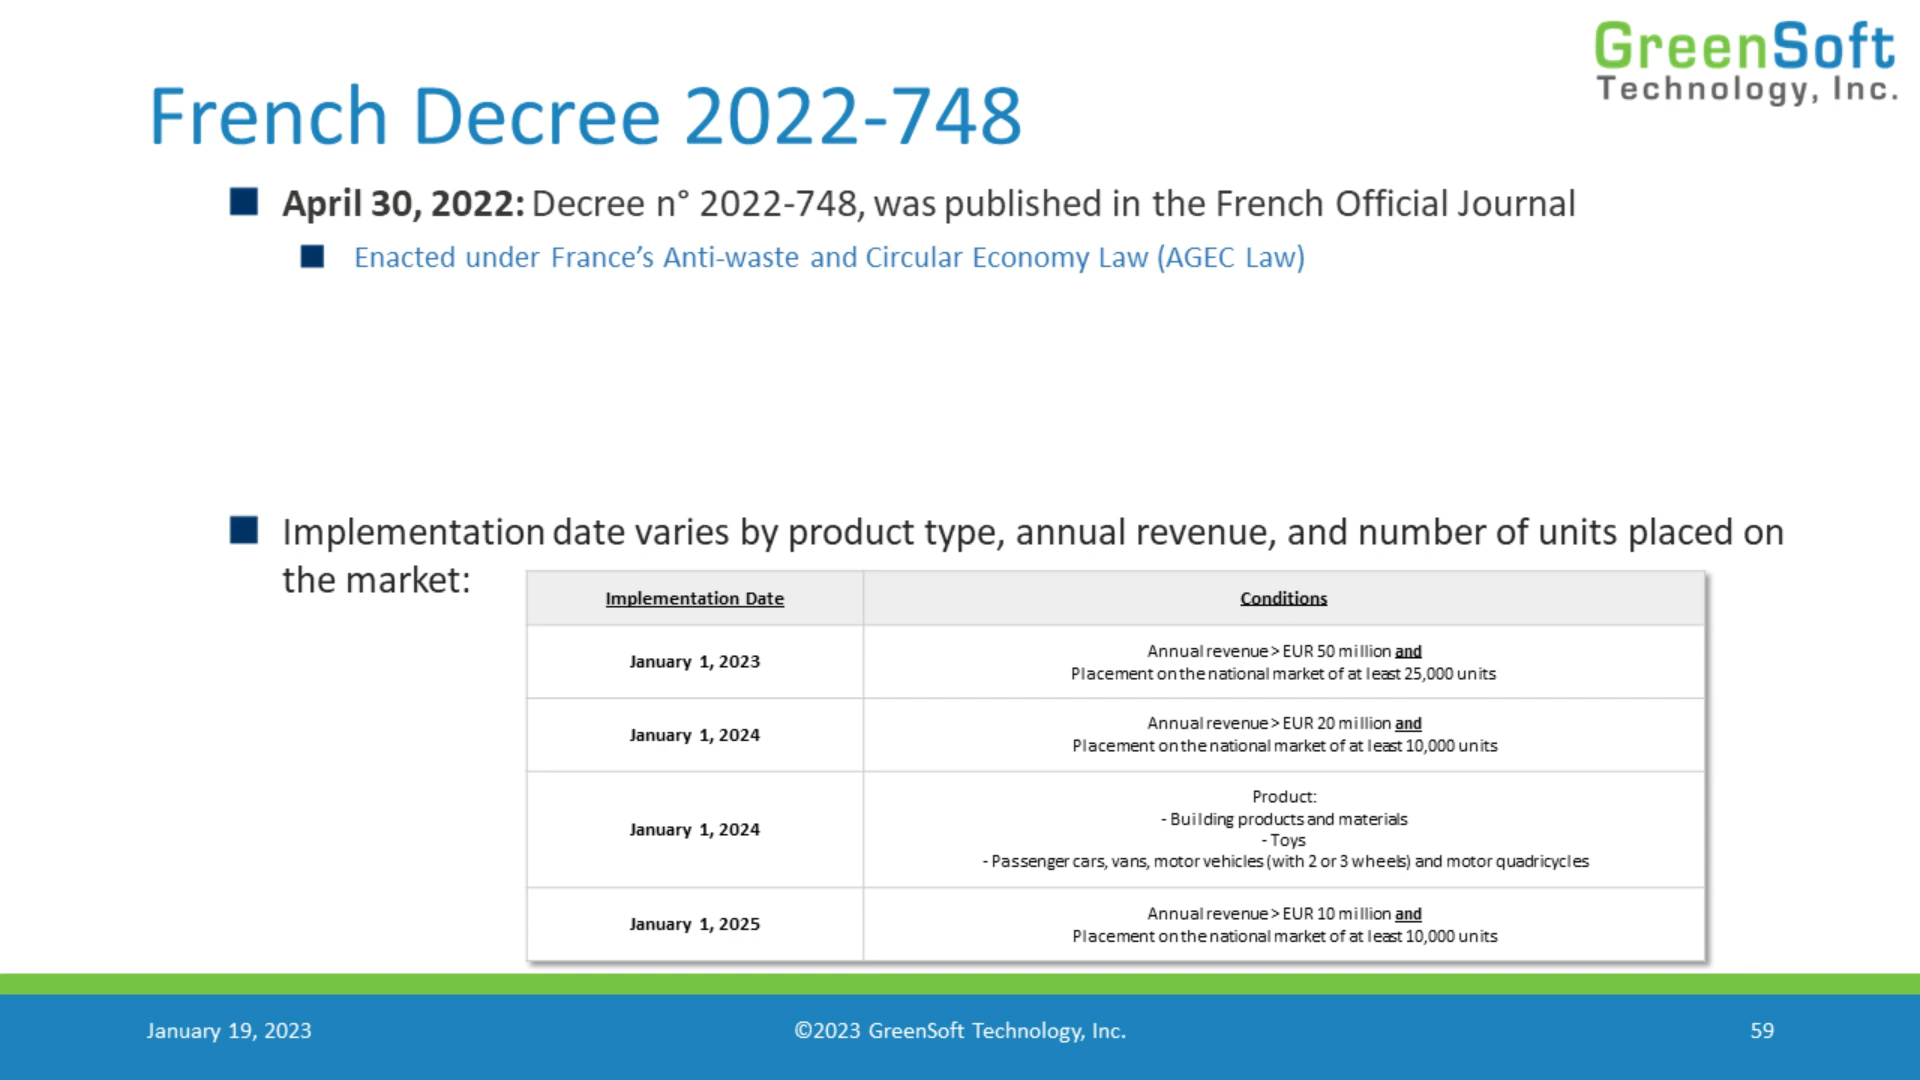 GreenSoft
Technology, Inc.
French Decree 2022-748
April 30, 2022: Decree n° 2022-748, was published in the French Official Journal
Enacted under France’s Anti-waste and Circular Economy Law (AGEC Law)
Implementation date varies by product type, annual revenue, and number of units placed on
the market:
Implementation Date
Conditions
January 1, 2023
Annual revenue > EUR 50 million and
Placement on the national market of at least 25,000 units
January 1, 2024
Annual revenue > EUR 20 million and
Placement on the national market of at least 10,000 units
January 1, 2024
Product:
- Building products and materials
- Toys
- Passenger cars, vans, motor vehicles (with 2 or 3 wheels) and motor quadricycles
January 1, 2025
Annual revenue > EUR 10 million and
Placement on the national market of at least 10,000 units
January 19, 2023
©2023 GreenSoft Technology, Inc.
59